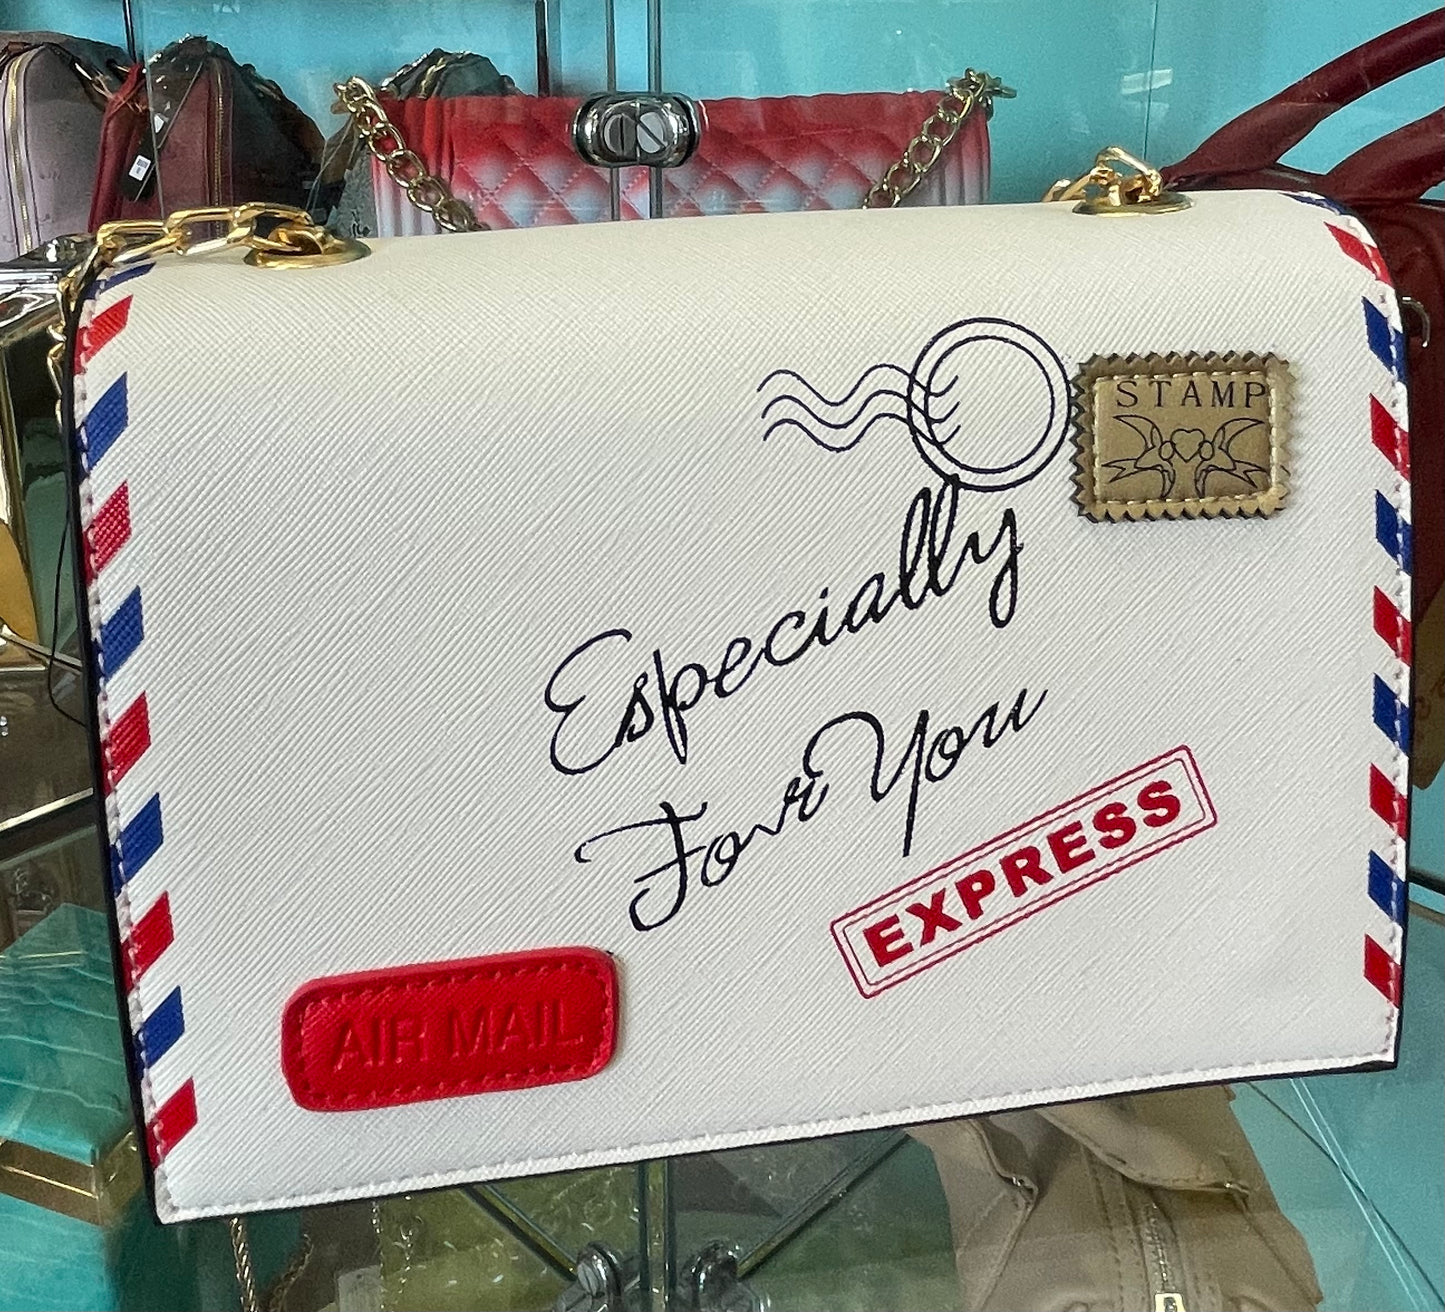 STAMP
Especially
For You
EXPRESS
AIR MAIL